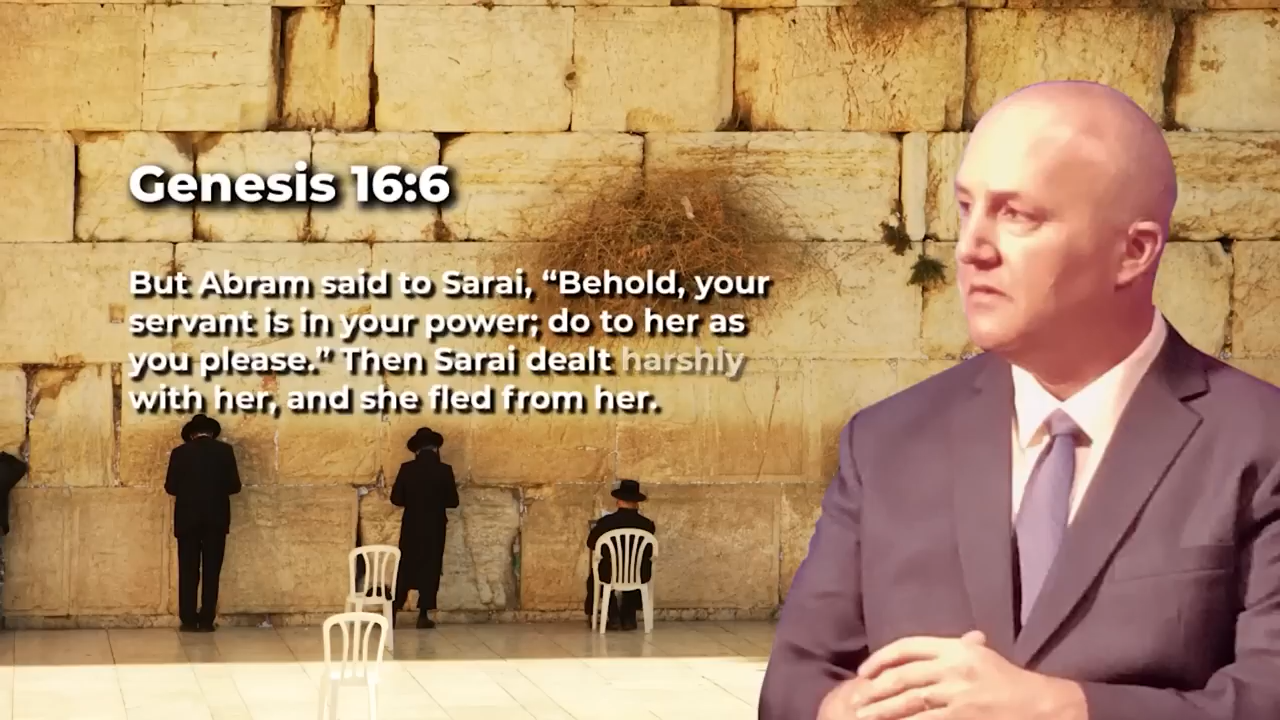 Genesis 16:6
But Abram said to Sarai, “Behold, your
servant is in your power; do to her as
you please.” Then Sarai dealt harshly
with her, and she fled from her.